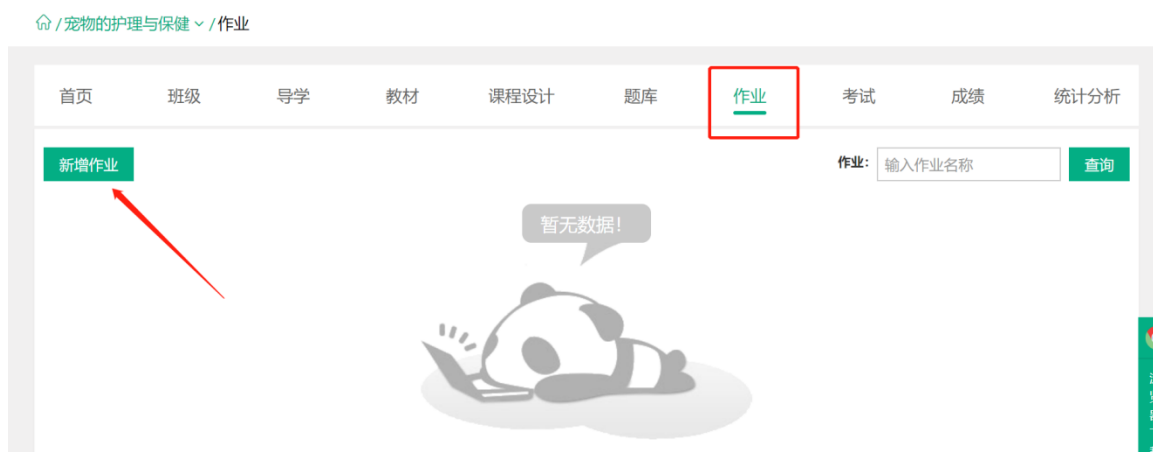 / 宠物的护理与保健 / 作业
首页 班级 导学 教材 课程设计 题库 作业 考试 成绩 统计分析
新增作业 作业: 输入作业名称 查询
暂无数据！